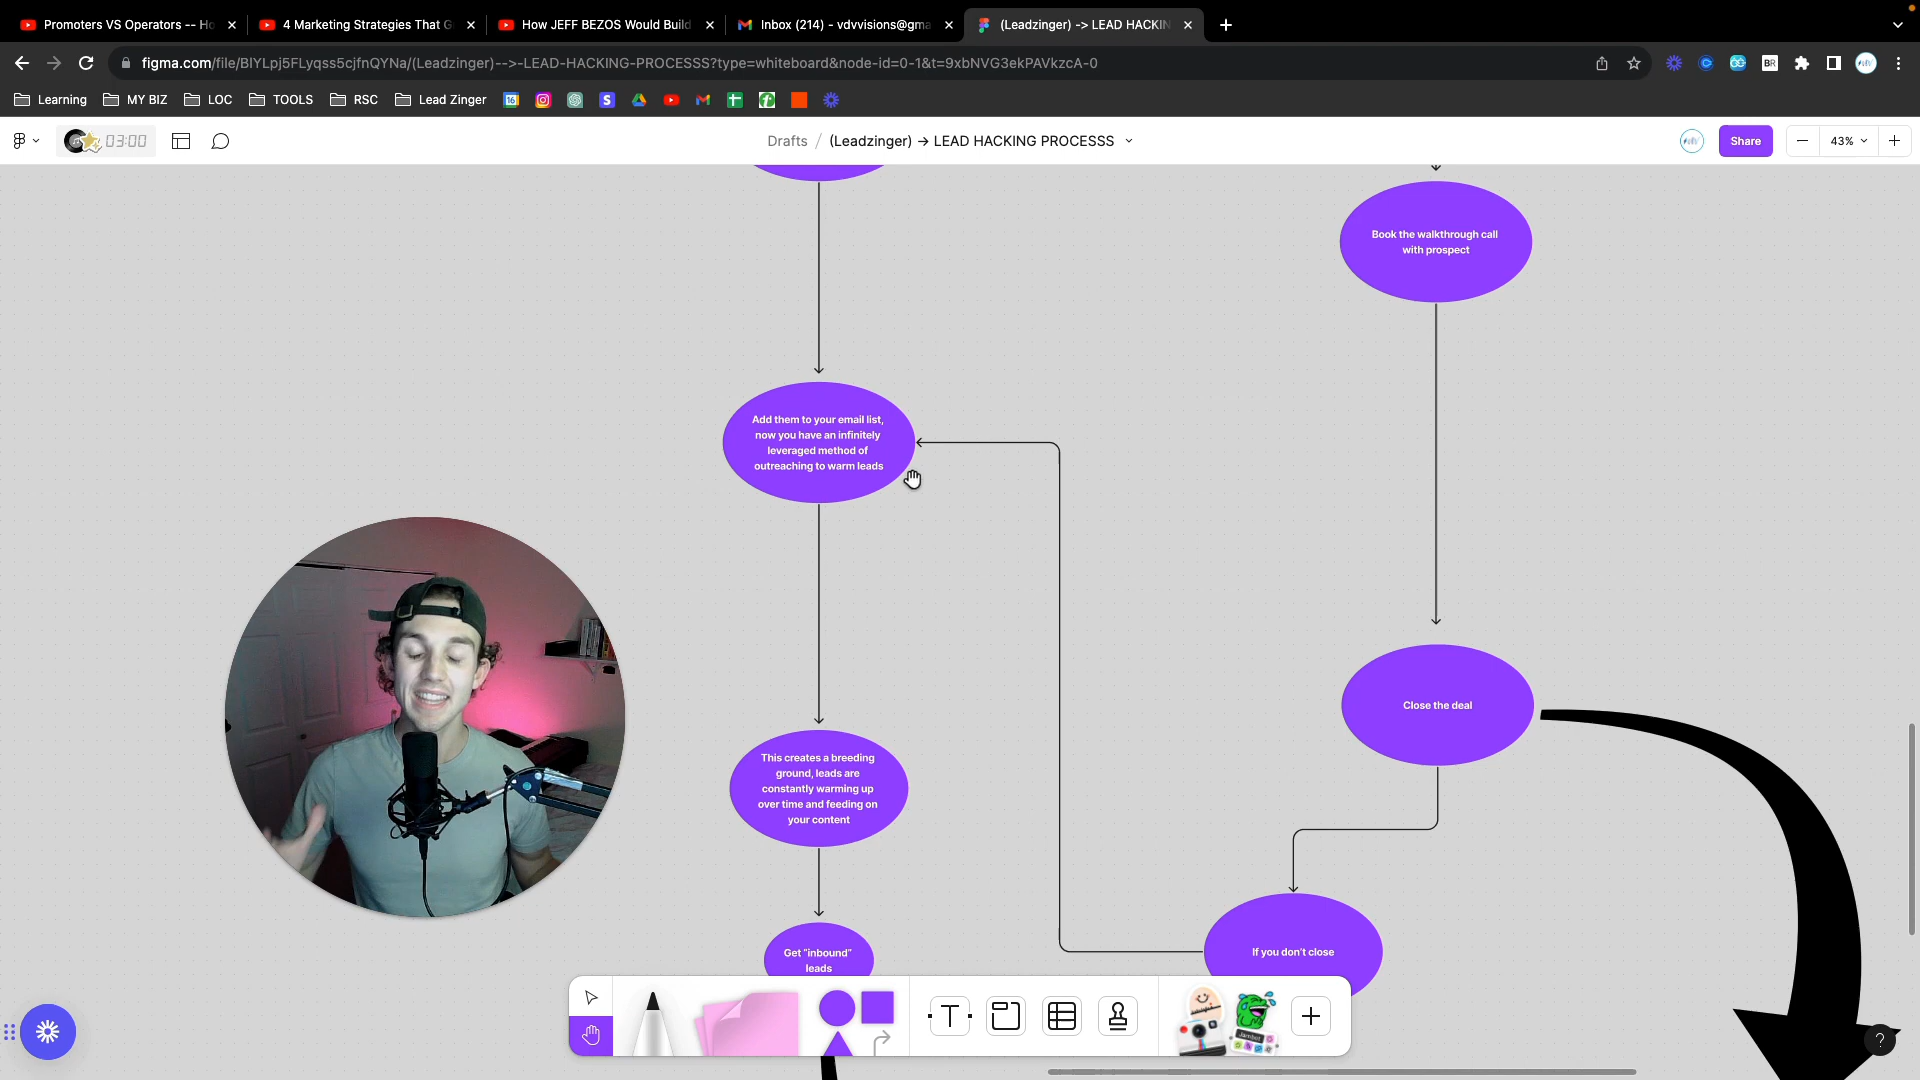 Promoters VS Operators -- Ho
4 Marketing Strategies That G
How JEFF BEZOS Would Build
Inbox (214) - vdvvisions@gma
(Leadzinger) -> LEAD HACKIN
figma.com/file/BlYLpj5FLyqss5cjfnQYNa/(Leadzinger)-->-LEAD-HACKING-PROCESSS?type=whiteboard&node-id=0-1&t=9xbNVG3ekPAVkzcA-0
BR
Learning
MY BIZ
LOC
TOOLS
RSC
Lead Zinger
16
S
03:00
Drafts / (Leadzinger) → LEAD HACKING PROCESSS
Share
43%
Book the walkthrough call
with prospect
Add them to your email list,
now you have an infinitely
leveraged method of
outreaching to warm leads
Close the deal
This creates a breeding
ground, leads are
constantly warming up
over time and feeding on
your content
Get “inbound”
leads
If you don't close
T
?